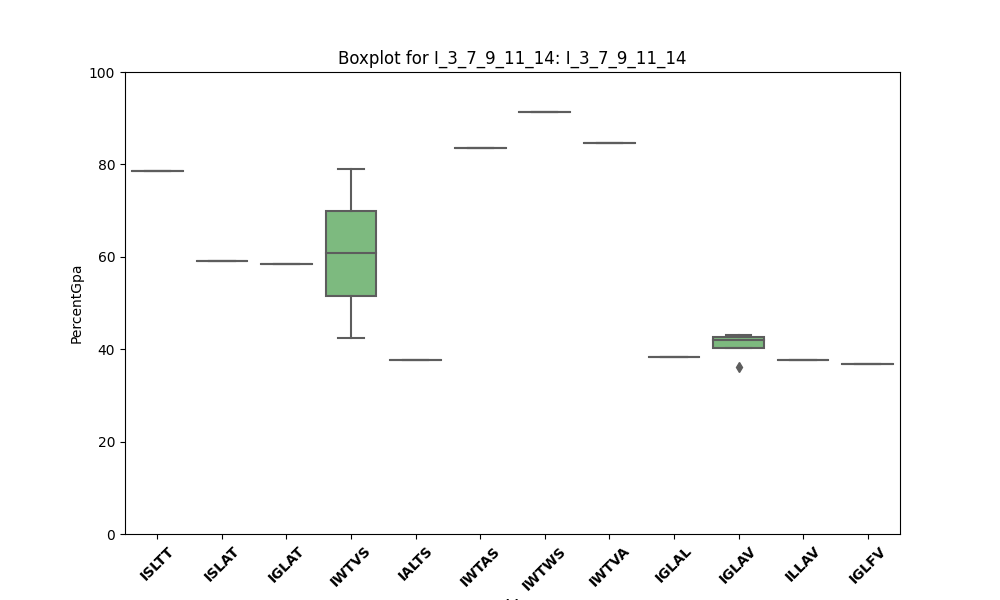 Boxplot for I_3_7_9_11_14: I_3_7_9_11_14
PercentGpa
100
80
60
40
20
0
ISLTT
ISLAT
IGLAT
IWTVS
IALTS
IWTAS
IWTWS
IWTVA
IGLAL
IGLAV
ILLAV
IGLFV